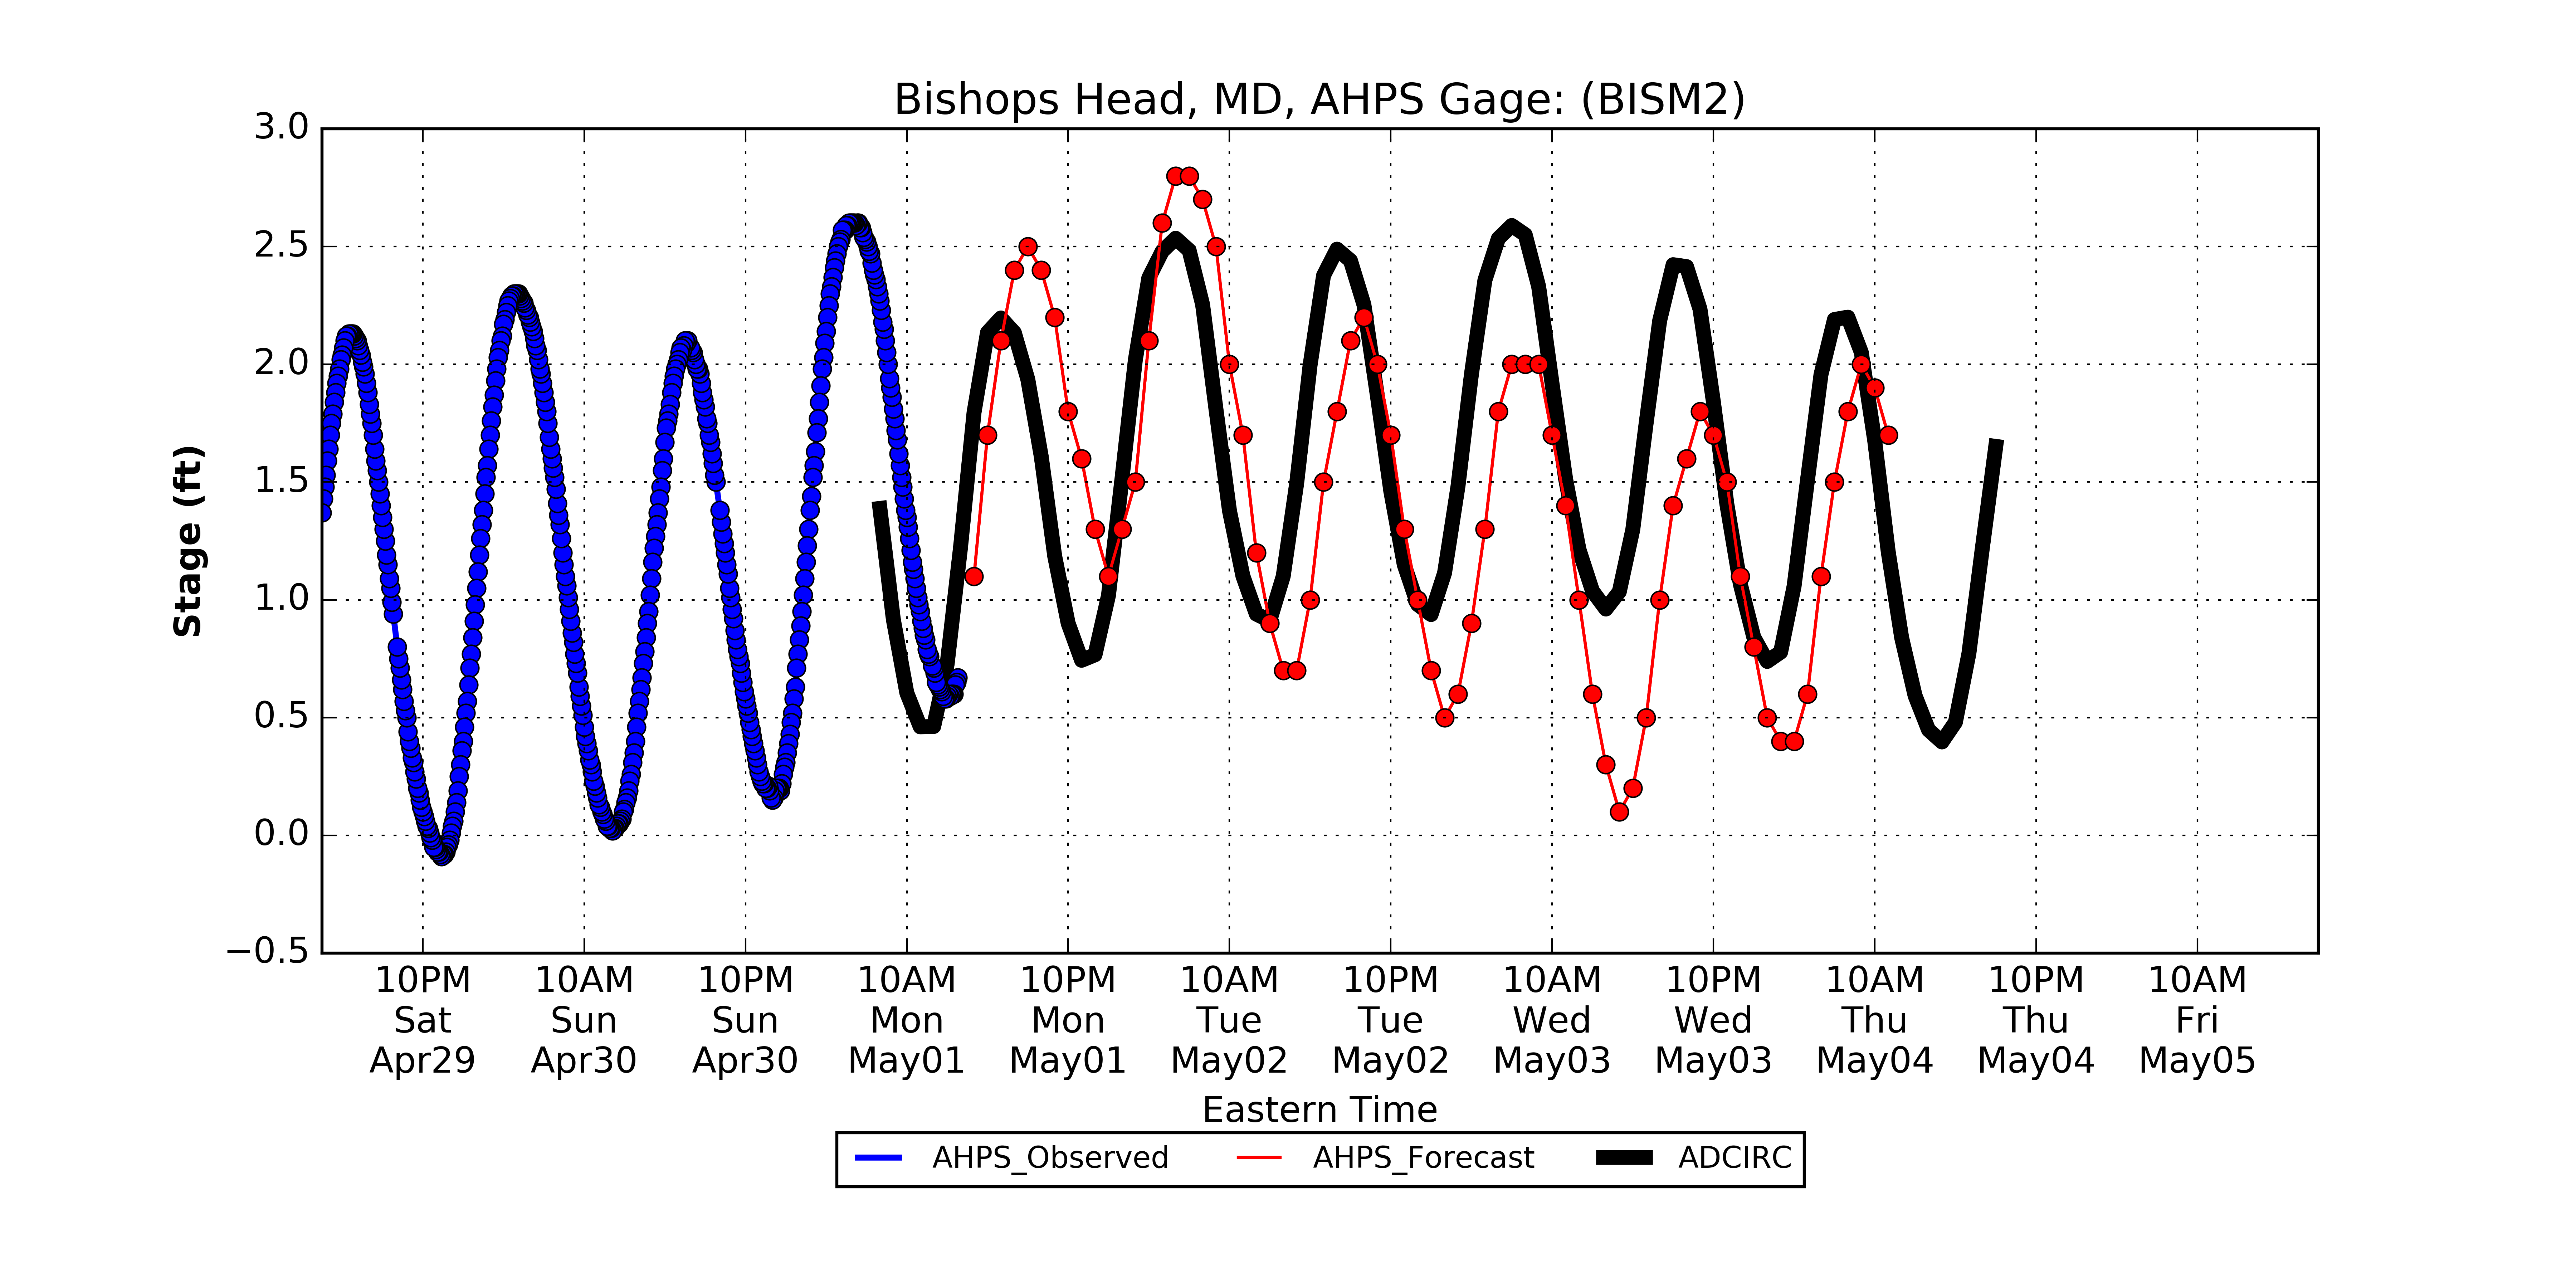 Bishops Head, MD, AHPS Gage: (BISM2)
3.0
2.5
2.0
1.5
1.0
0.5
0.0
−0.5
Stage (ft)
10PM 10AM 10PM 10AM 10PM 10AM 10PM 10AM 10PM 10AM 10PM 10AM
Sat Sun Sun Mon Mon Tue Tue Wed Wed Thu Thu Fri
Apr29 Apr30 Apr30 May01 May01 May02 May02 May03 May03 May04 May04 May05
Eastern Time
AHPS_Observed AHPS_Forecast ADCIRC